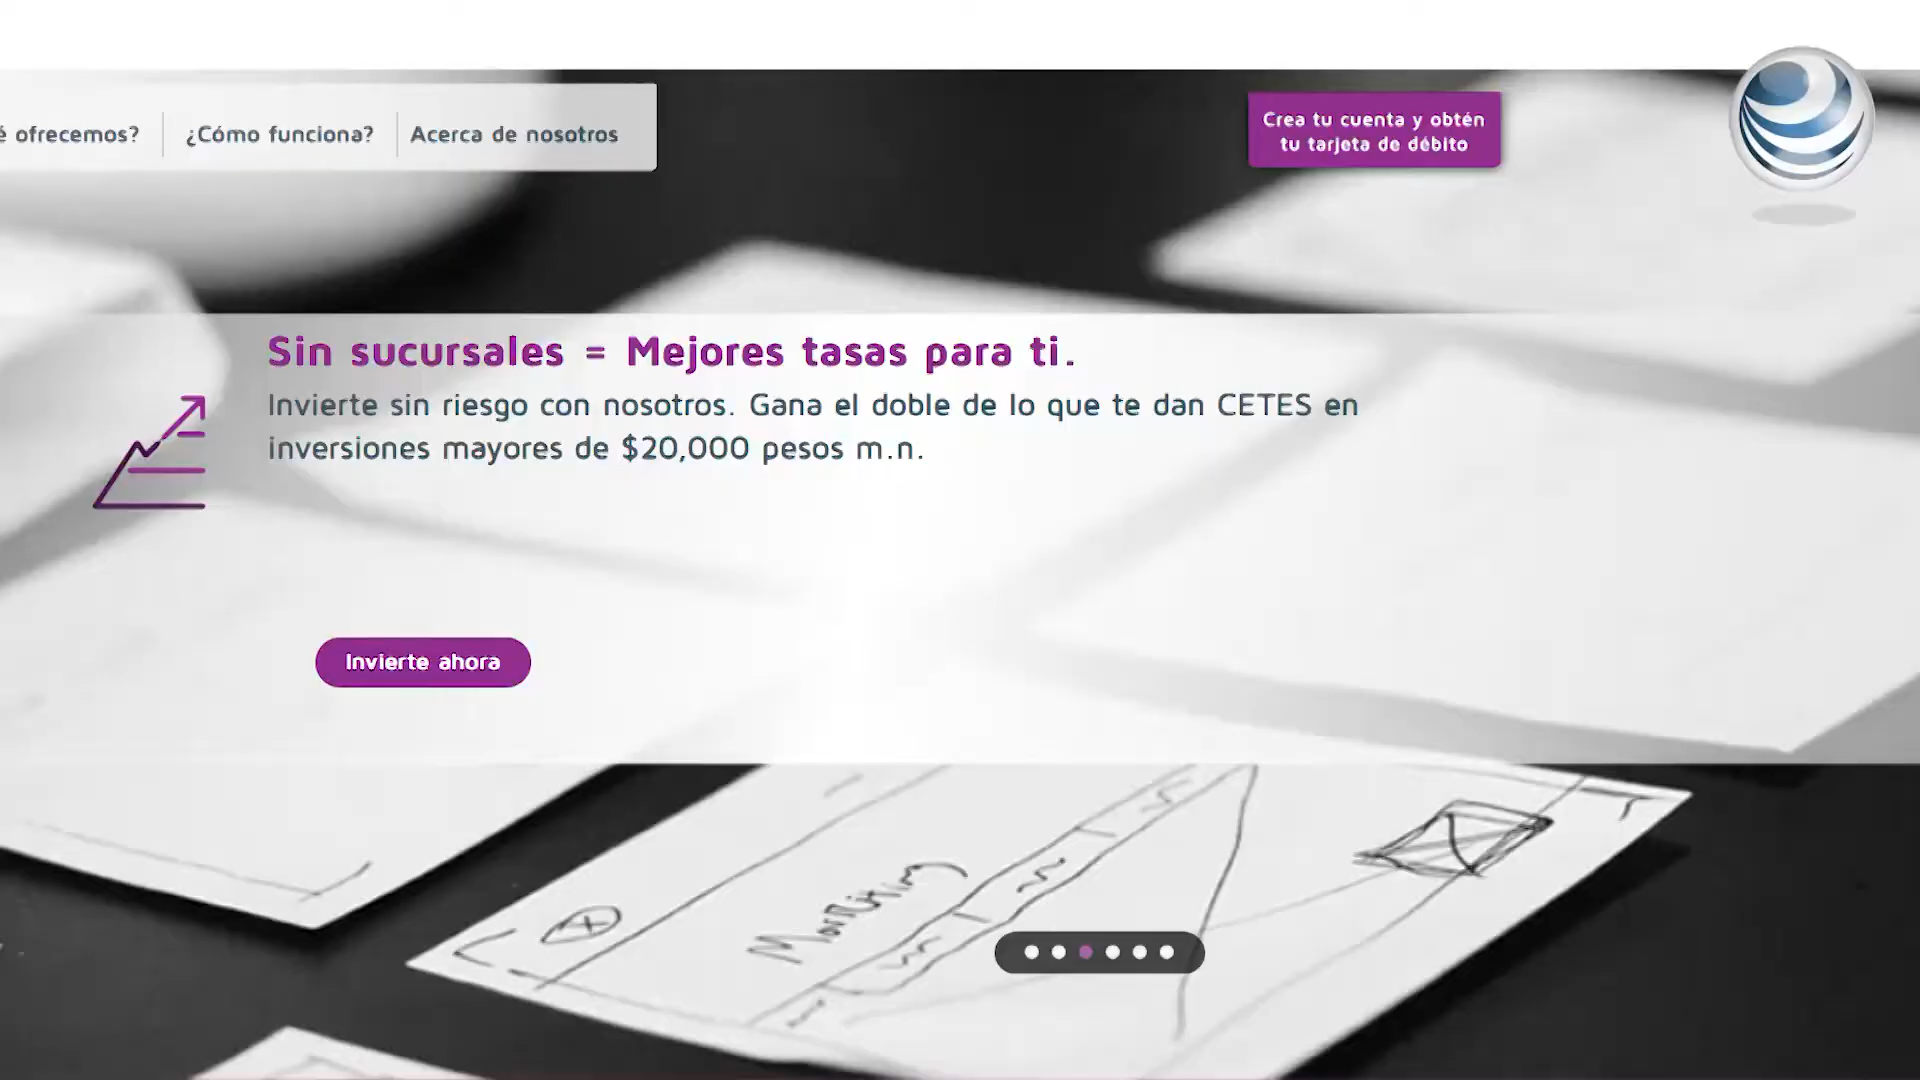 é ofrecemos?
¿Cómo funciona?
Acerca de nosotros
Crea tu cuenta y obtén
tu tarjeta de débito
Sin sucursales = Mejores tasas para ti.
Invierte sin riesgo con nosotros. Gana el doble de lo que te dan CETES en
inversiones mayores de $20,000 pesos m.n.
Invierte ahora